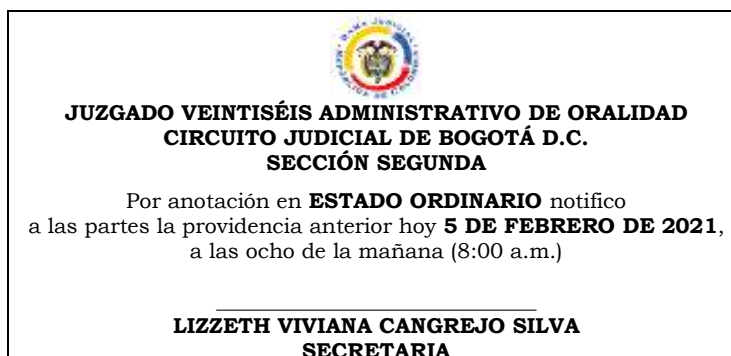 JUZGADO VEINTISÉIS ADMINISTRATIVO DE ORALIDAD
CIRCUITO JUDICIAL DE BOGOTÁ D.C.
SECCIÓN SEGUNDA
Por anotación en ESTADO ORDINARIO notifico
a las partes la providencia anterior hoy 5 DE FEBRERO DE 2021,
a las ocho de la mañana (8:00 a.m.)
LIZZETH VIVIANA CANGREJO SILVA
SECRETARIA